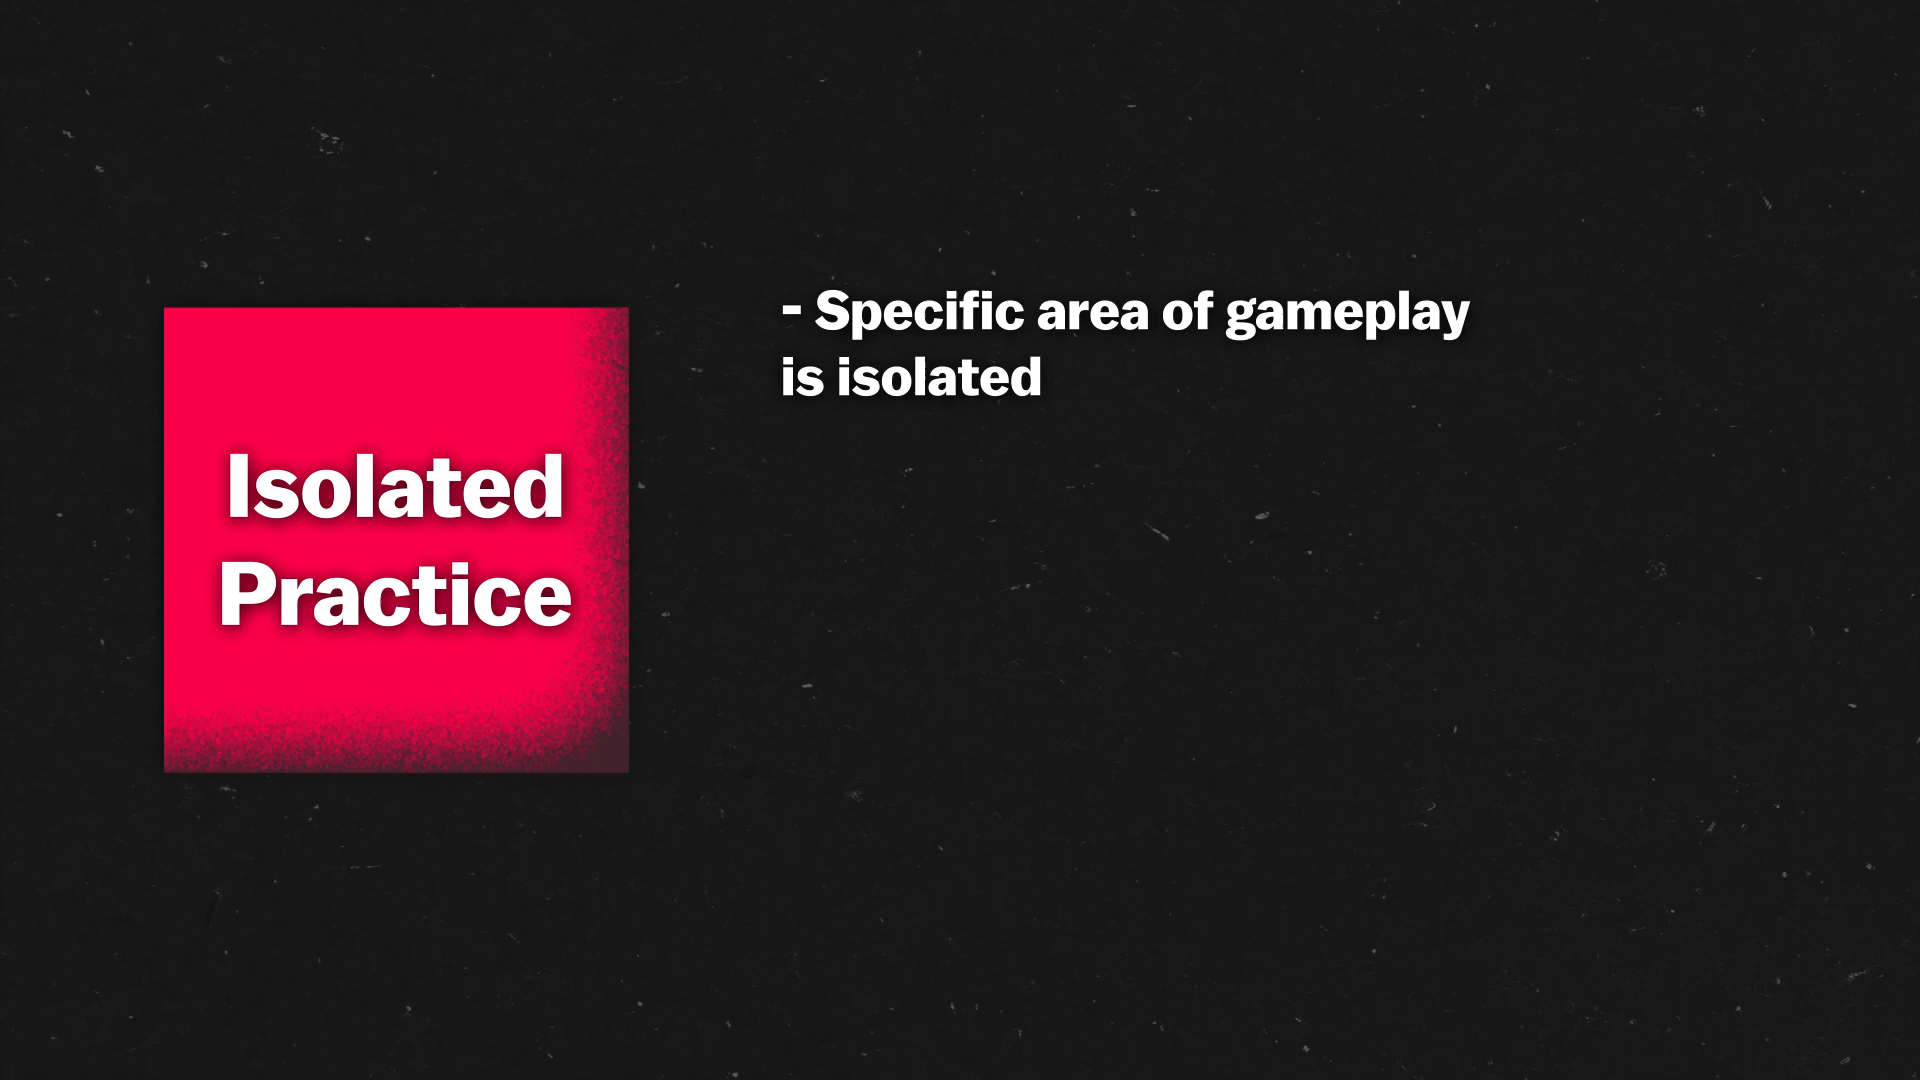 Isolated
Practice
- Specific area of gameplay
is isolated